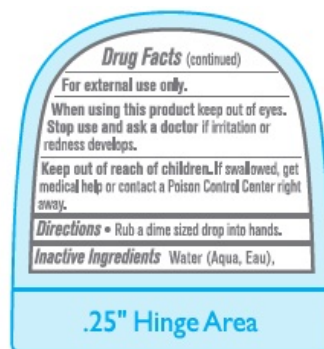 Drug Facts (continued)
For external use only.
When using this product keep out of eyes.
Stop use and ask a doctor if irritation or
redness develops.
Keep out of reach of children. If swallowed, get
medical help or contact a Poison Control Center right
away.
Directions • Rub a dime sized drop into hands.
Inactive Ingredients Water (Aqua, Eau),
.25" Hinge Area